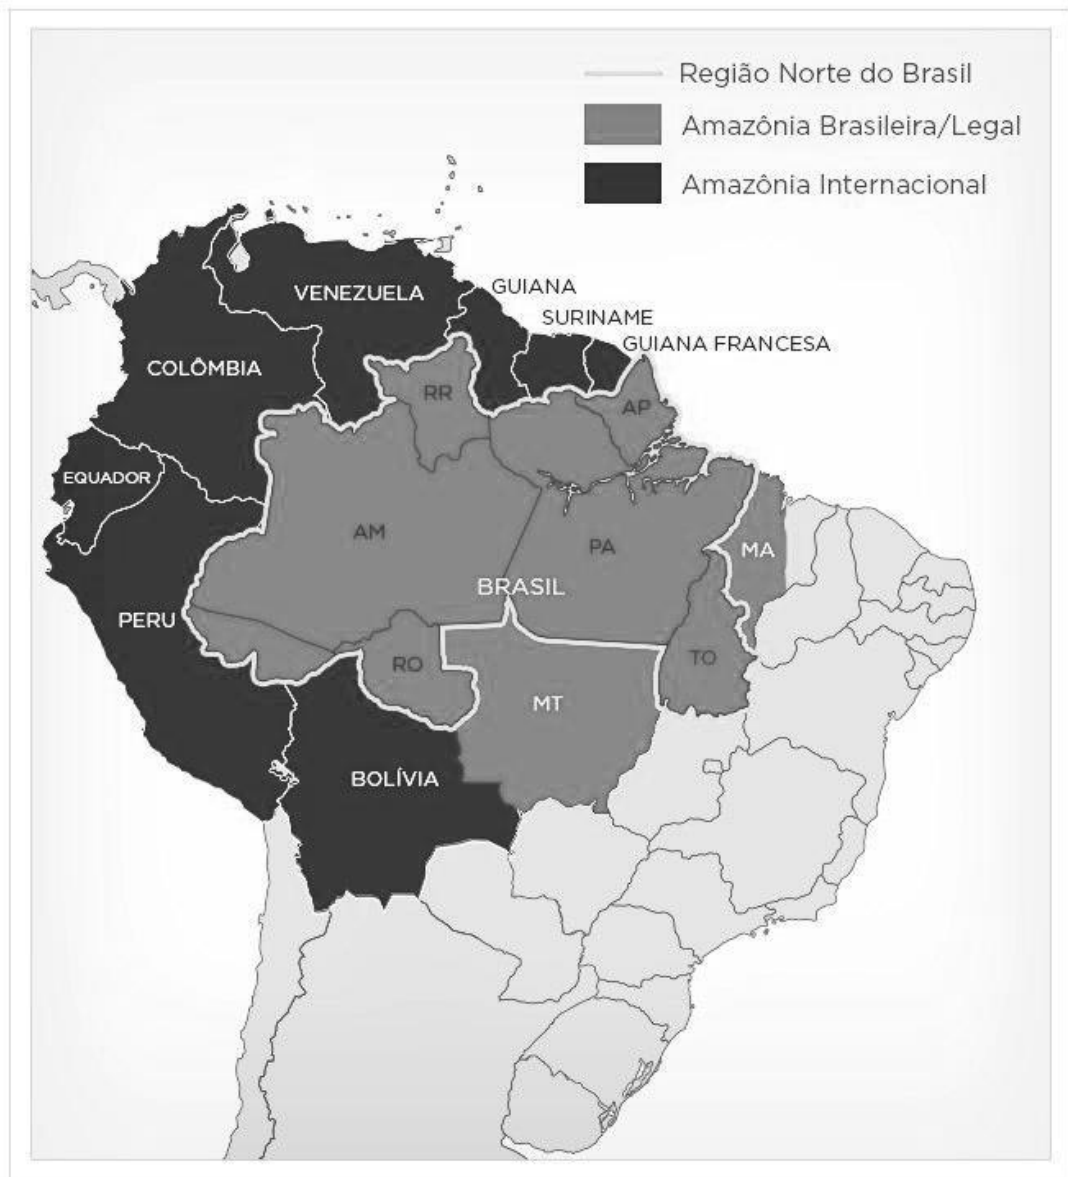 Região Norte do Brasil
Amazônia Brasileira/Legal
Amazônia Internacional
VENEZUELA
GUIANA
SURINAME
GUIANA FRANCESA
COLÔMBIA
RR
AP
EQUADOR
AM
PA
MA
BRASIL
PERU
RO
TO
MT
BOLÍVIA